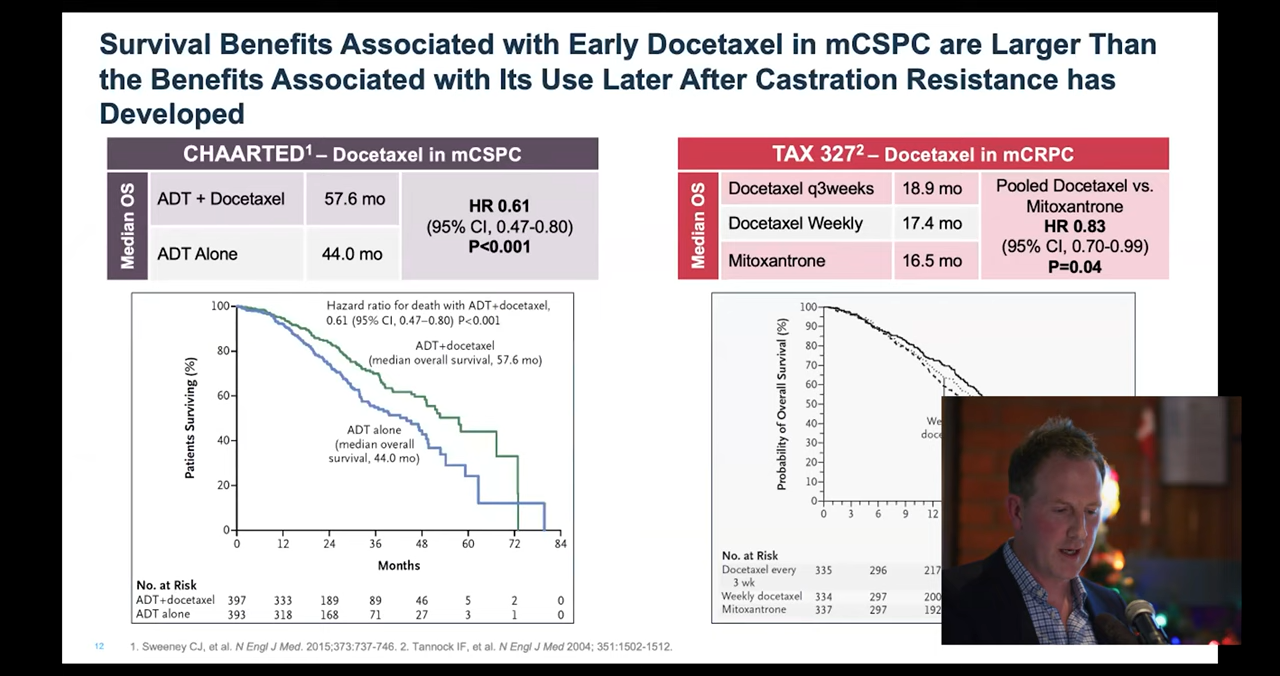 Survival Benefits Associated with Early Docetaxel in mCSPC are Larger Than
the Benefits Associated with Its Use Later After Castration Resistance has
Developed
CHAARTED1 – Docetaxel in mCSPC
Median OS
ADT + Docetaxel 57.6 mo
ADT Alone 44.0 mo
HR 0.61
(95% CI, 0.47-0.80)
P<0.001
TAX 3272 – Docetaxel in mCRPC
Median OS
Docetaxel q3weeks 18.9 mo
Docetaxel Weekly 17.4 mo
Mitoxantrone 16.5 mo
Pooled Docetaxel vs.
Mitoxantrone
HR 0.83
(95% CI, 0.70-0.99)
P=0.04
Patients Surviving (%)
100
80
60
40
20
0
Hazard ratio for death with ADT+docetaxel,
0.61 (95% CI, 0.47–0.80) P<0.001
ADT+docetaxel
(median overall survival, 57.6 mo)
ADT alone
(median overall
survival, 44.0 mo)
0 12 24 36 48 60 72 84
Months
No. at Risk
ADT+docetaxel 397 333 189 89 46 5 2 0
ADT alone 393 318 168 71 27 3 1 0
Probability of Overall Survival (%)
100
90
80
70
60
50
40
30
20
10
0
0 3 6 9 12
No. at Risk
Docetaxel every 335 296 217
3 wk
Weekly docetaxel 334 297 200
Mitoxantrone 337 297 192
12
1. Sweeney CJ, et al. N Engl J Med. 2015;373:737-746. 2. Tannock IF, et al. N Engl J Med 2004; 351:1502-1512.